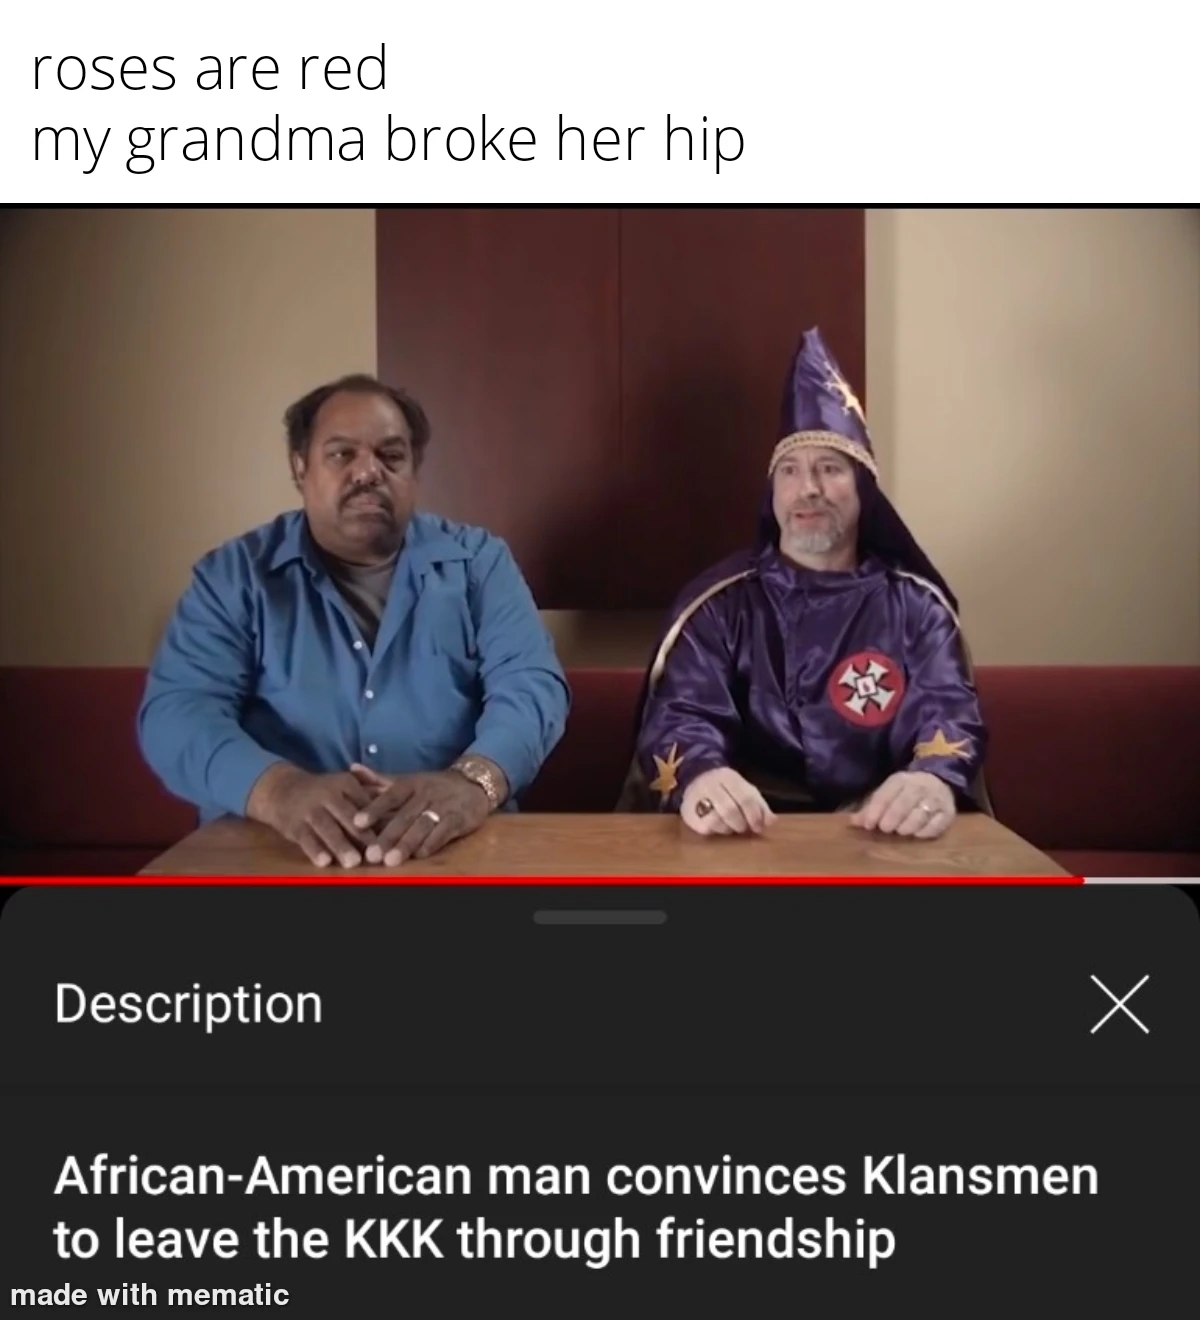 roses are red
my grandma broke her hip
Description
African-American man convinces Klansmen
to leave the KKK through friendship
made with mematic